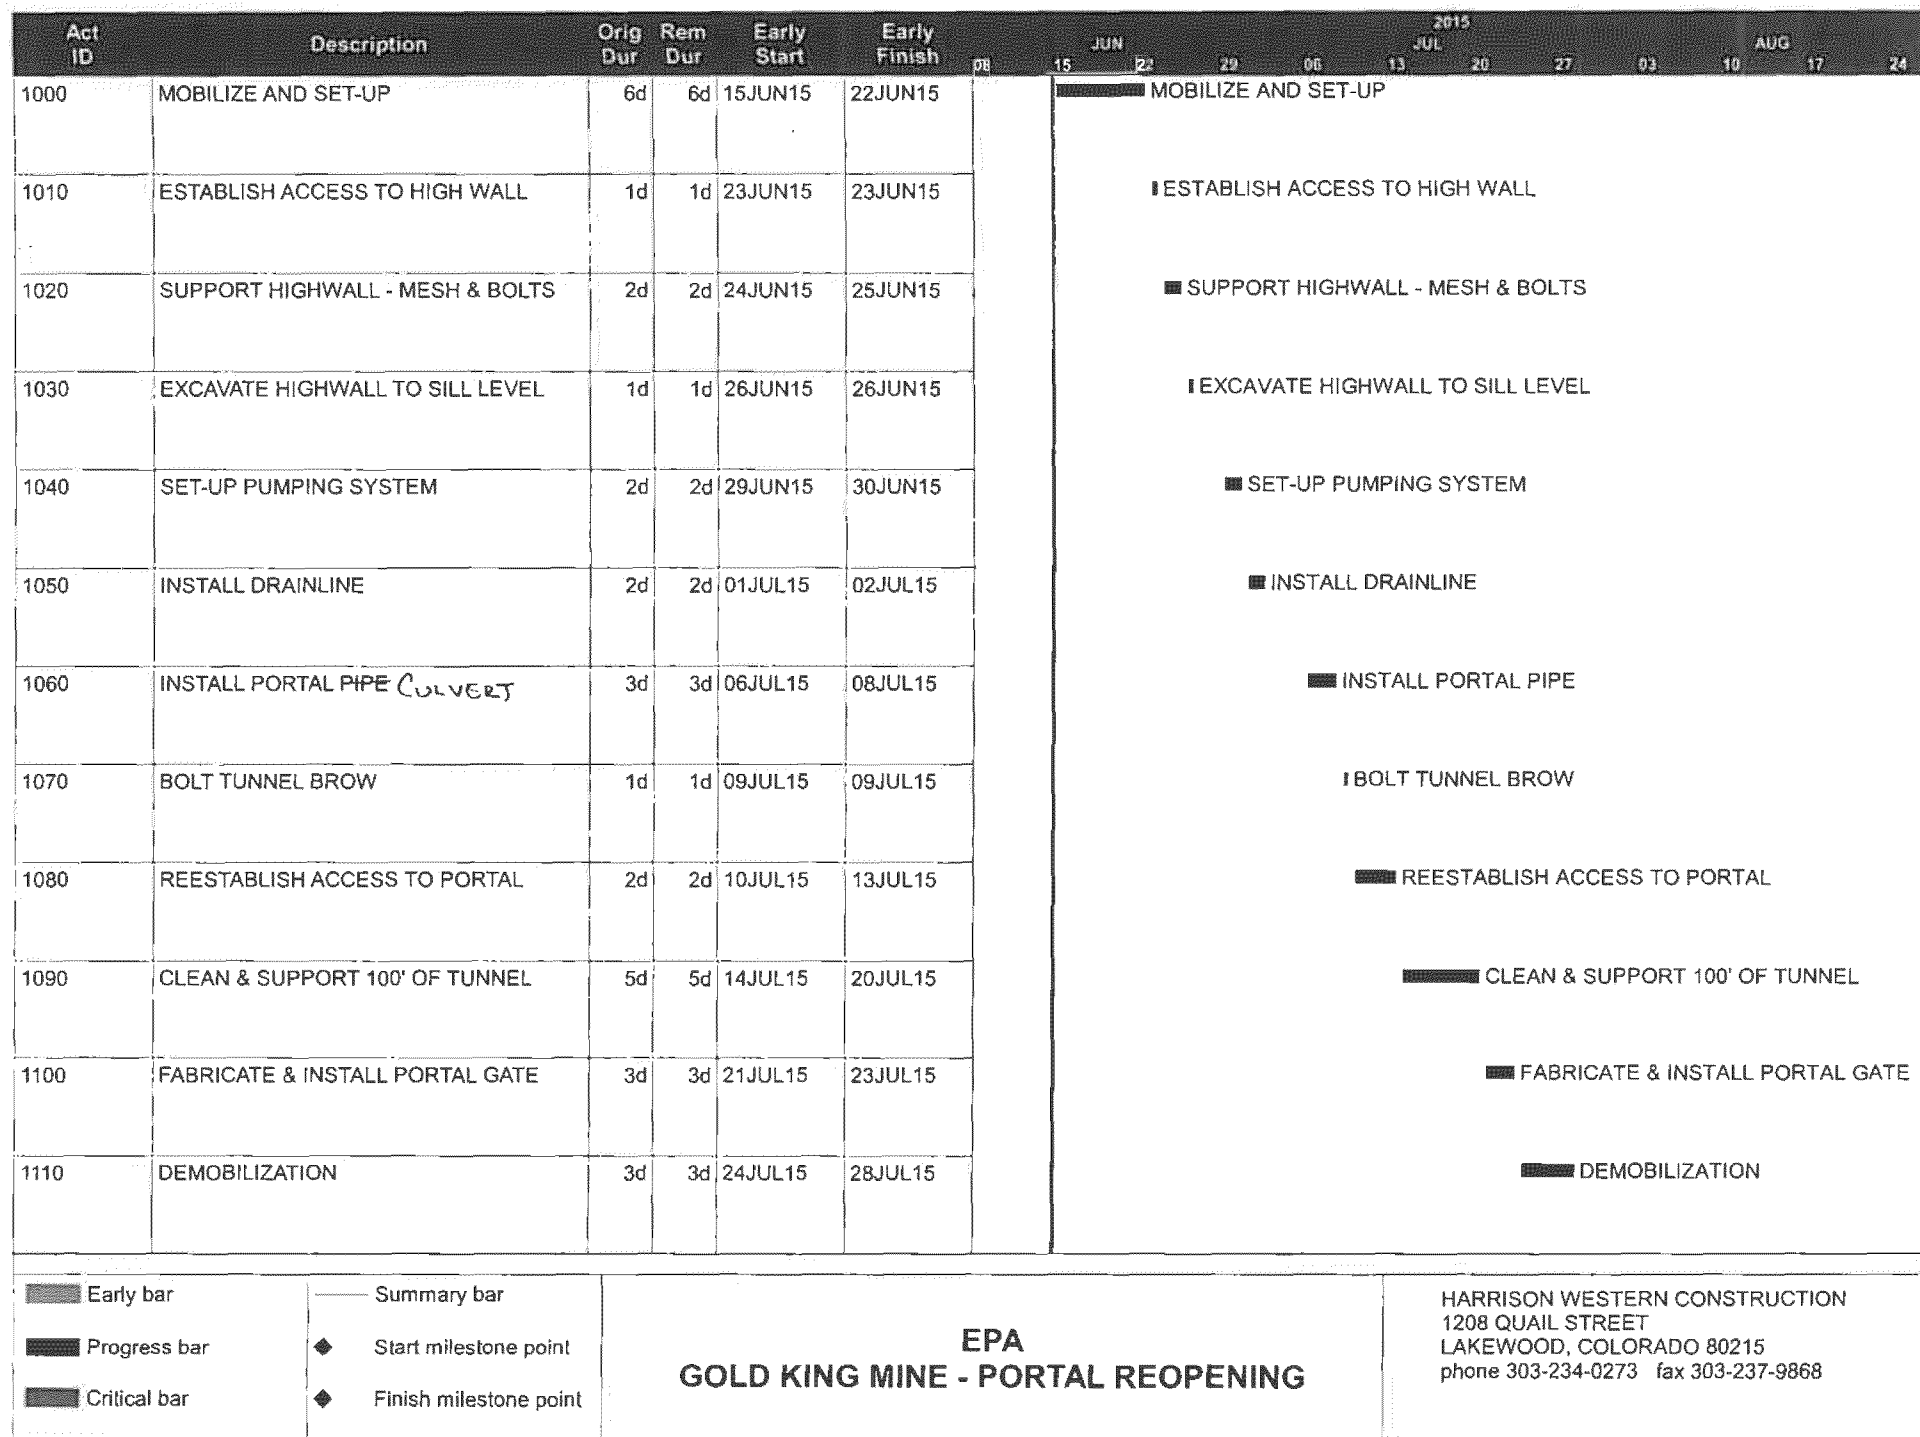 Act ID Description Orig Dur Rem Dur Early Start Early Finish
2015
JUN JUL AUG
08 15 22 29 06 13 20 27 03 10 17 24
1000 MOBILIZE AND SET-UP 6d 6d 15JUN15 22JUN15 MOBILIZE AND SET-UP
1010 ESTABLISH ACCESS TO HIGH WALL 1d 1d 23JUN15 23JUN15 ESTABLISH ACCESS TO HIGH WALL
1020 SUPPORT HIGHWALL - MESH & BOLTS 2d 2d 24JUN15 25JUN15 SUPPORT HIGHWALL - MESH & BOLTS
1030 EXCAVATE HIGHWALL TO SILL LEVEL 1d 1d 26JUN15 26JUN15 EXCAVATE HIGHWALL TO SILL LEVEL
1040 SET-UP PUMPING SYSTEM 2d 2d 29JUN15 30JUN15 SET-UP PUMPING SYSTEM
1050 INSTALL DRAINLINE 2d 2d 01JUL15 02JUL15 INSTALL DRAINLINE
1060 INSTALL PORTAL PIPE CULVERT 3d 3d 06JUL15 08JUL15 INSTALL PORTAL PIPE
1070 BOLT TUNNEL BROW 1d 1d 09JUL15 09JUL15 BOLT TUNNEL BROW
1080 REESTABLISH ACCESS TO PORTAL 2d 2d 10JUL15 13JUL15 REESTABLISH ACCESS TO PORTAL
1090 CLEAN & SUPPORT 100' OF TUNNEL 5d 5d 14JUL15 20JUL15 CLEAN & SUPPORT 100' OF TUNNEL
1100 FABRICATE & INSTALL PORTAL GATE 3d 3d 21JUL15 23JUL15 FABRICATE & INSTALL PORTAL GATE
1110 DEMOBILIZATION 3d 3d 24JUL15 28JUL15 DEMOBILIZATION
Early bar
Progress bar
Critical bar
Summary bar
Start milestone point
Finish milestone point
EPA
GOLD KING MINE - PORTAL REOPENING
HARRISON WESTERN CONSTRUCTION
1208 QUAIL STREET
LAKEWOOD, COLORADO 80215
phone 303-234-0273 fax 303-237-9868